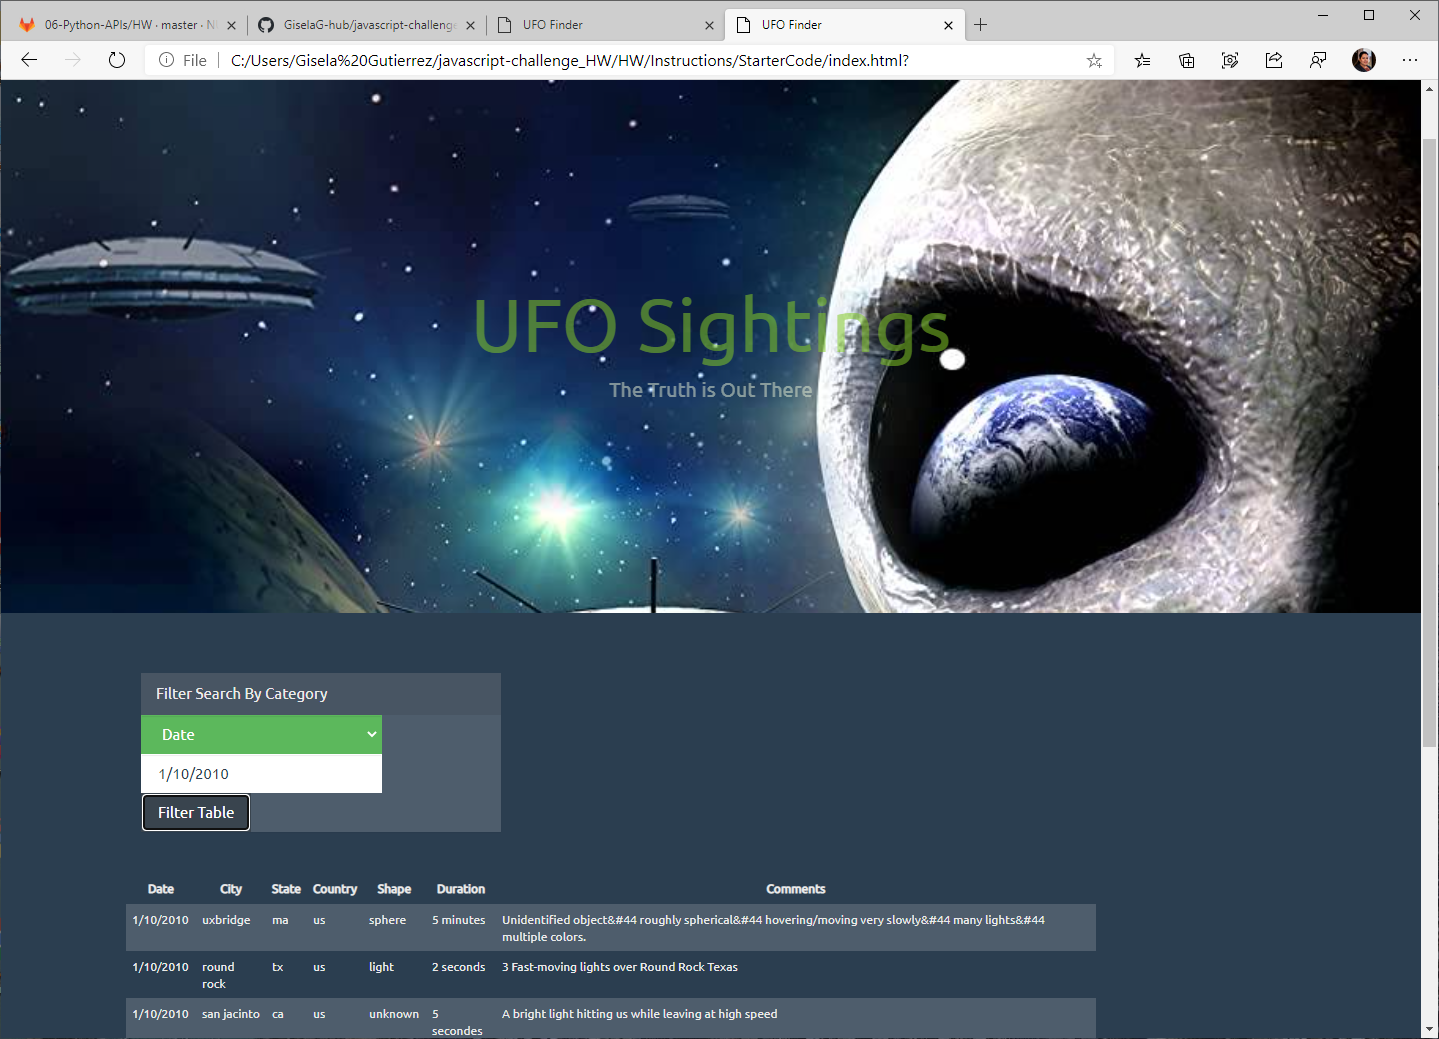 06-Python-APIs/HW · master · N
GiselaG-hub/javascript-challenge
UFO Finder
UFO Finder
File
C:/Users/Gisela%20Gutierrez/javascript-challenge_HW/HW/Instructions/StarterCode/index.html?
UFO Sightings
The Truth is Out There
Filter Search By Category
Date
1/10/2010
Filter Table
Date City State Country Shape Duration Comments
1/10/2010 uxbridge ma us sphere 5 minutes Unidentified object&#44 roughly spherical&#44 hovering/moving very slowly&#44 many lights&#44
multiple colors.
1/10/2010 round tx us light 2 seconds 3 Fast-moving lights over Round Rock Texas
rock
1/10/2010 san jacinto ca us unknown 5 A bright light hitting us while leaving at high speed
secondes